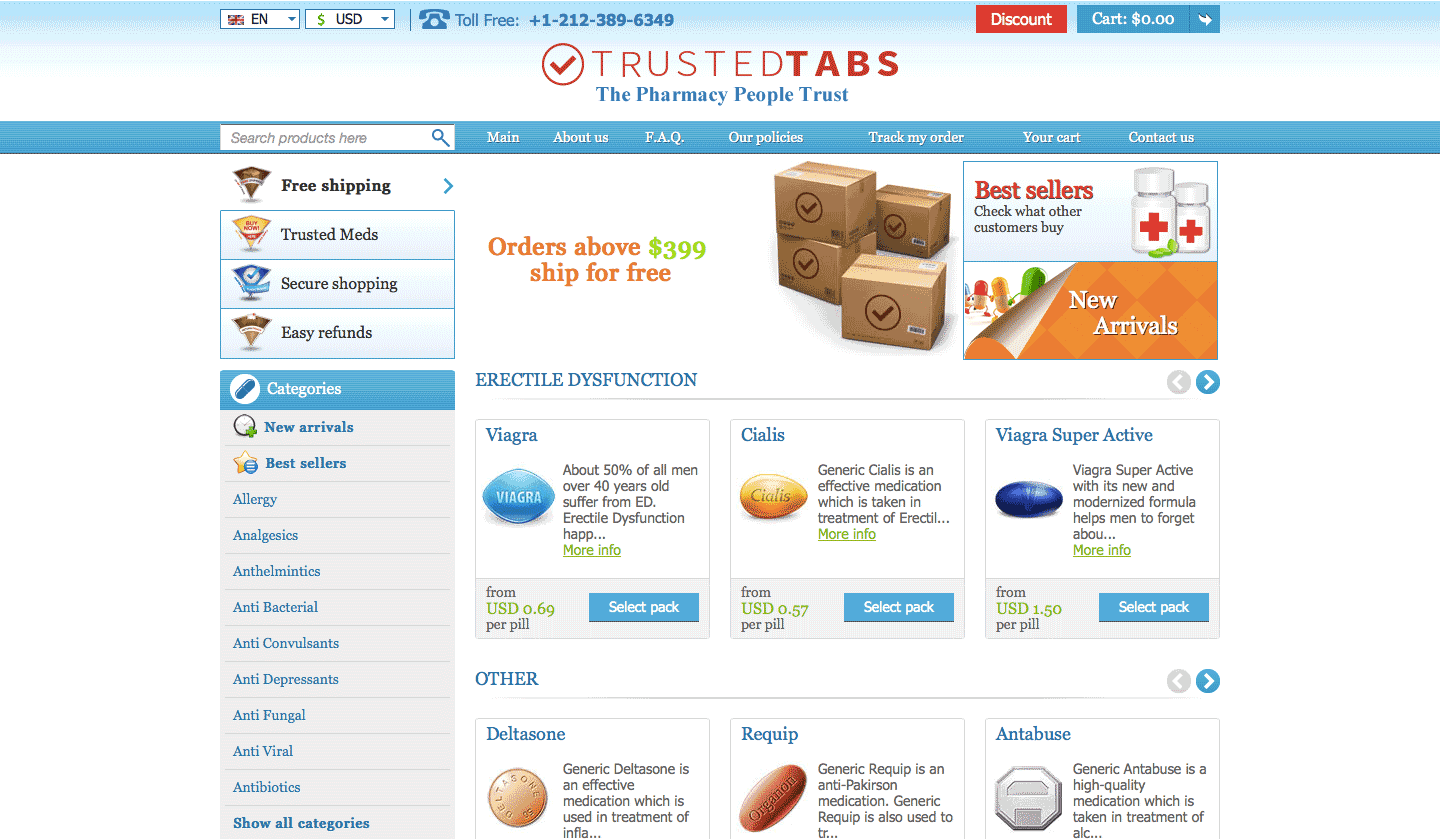 EN
$ USD
Toll Free: +1-212-389-6349
Discount
Cart: $0.00
TRUSTEDTABS
The Pharmacy People Trust
Search products here
Main
About us
F.A.Q.
Our policies
Track my order
Your cart
Contact us
Free shipping
BUY NOW!
Trusted Meds
Secure shopping
Easy refunds
Orders above $399
ship for free
Best sellers
Check what other
customers buy
New
Arrivals
Categories
New arrivals
Best sellers
Allergy
Analgesics
Anthelmintics
Anti Bacterial
Anti Convulsants
Anti Depressants
Anti Fungal
Anti Viral
Antibiotics
Show all categories
ERECTILE DYSFUNCTION
Viagra
VIAGRA
About 50% of all men
over 40 years old
suffer from ED.
Erectile Dysfunction
happ...
More info
from
USD 0.69
per pill
Select pack
Cialis
Cialis
Generic Cialis is an
effective medication
which is taken in
treatment of Erectil...
More info
from
USD 0.57
per pill
Select pack
Viagra Super Active
Viagra Super Active
with its new and
modernized formula
helps men to forget
abou...
More info
from
USD 1.50
per pill
Select pack
OTHER
Deltasone
DELTASONE
Generic Deltasone is
an effective
medication which is
used in treatment of
infla...
Requip
Organon
Generic Requip is an
anti-Pakirson
medication. Generic
Requip is also used to
tr...
Antabuse
Generic Antabuse is a
high-quality
medication which is
taken in treatment of
alc...